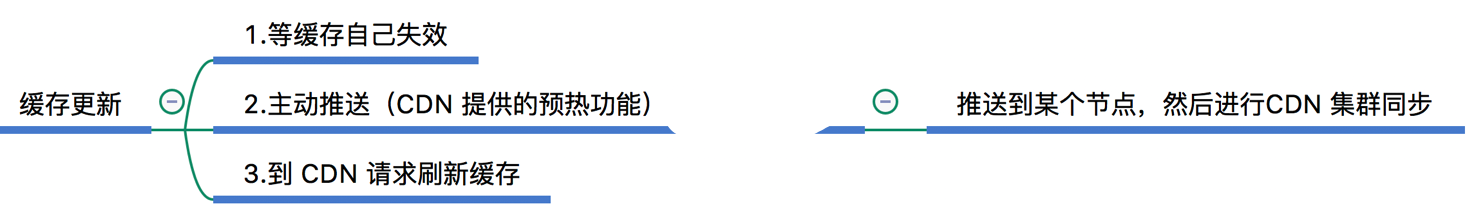 1.等缓存自己失效
缓存更新
2.主动推送（CDN 提供的预热功能）
推送到某个节点，然后进行CDN 集群同步
3.到 CDN 请求刷新缓存